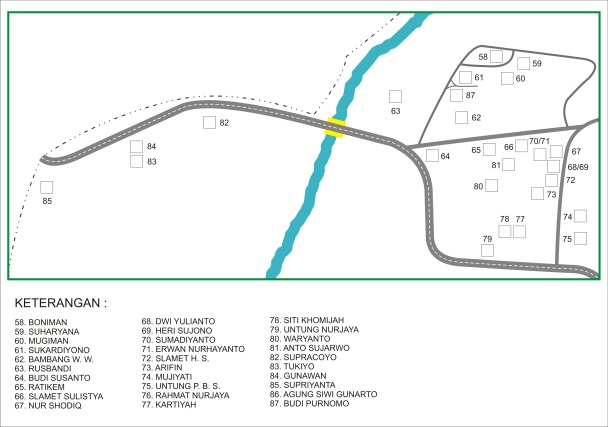 58
59
61
60
87
63
62
82
84
83
85
64
65
66
70/71
67
81
68/69
72
80
73
74
78 77
75
79
KETERANGAN :
58. BONIMAN
59. SUHARYANA
60. MUGIMAN
61. SUKARDIYONO
62. BAMBANG W. W.
63. RUSBANDI
64. BUDI SUSANTO
65. RATIKEM
66. SLAMET SULISTYA
67. NUR SHODIQ
68. DWI YULIANTO
69. HERI SUJONO
70. SUMADIYANTO
71. ERWAN NURHAYANTO
72. SLAMET H. S.
73. ARIFIN
74. MUJIYATI
75. UNTUNG P. B. S.
76. RAHMAT NURJAYA
77. KARTIYAH
78. SITI KHOMIJAH
79. UNTUNG NURJAYA
80. WARYANTO
81. ANTO SUJARWO
82. SUPRACOYO
83. TUKIYO
84. GUNAWAN
85. SUPRIYANTA
86. AGUNG SIWI GUNARTO
87. BUDI PURNOMO